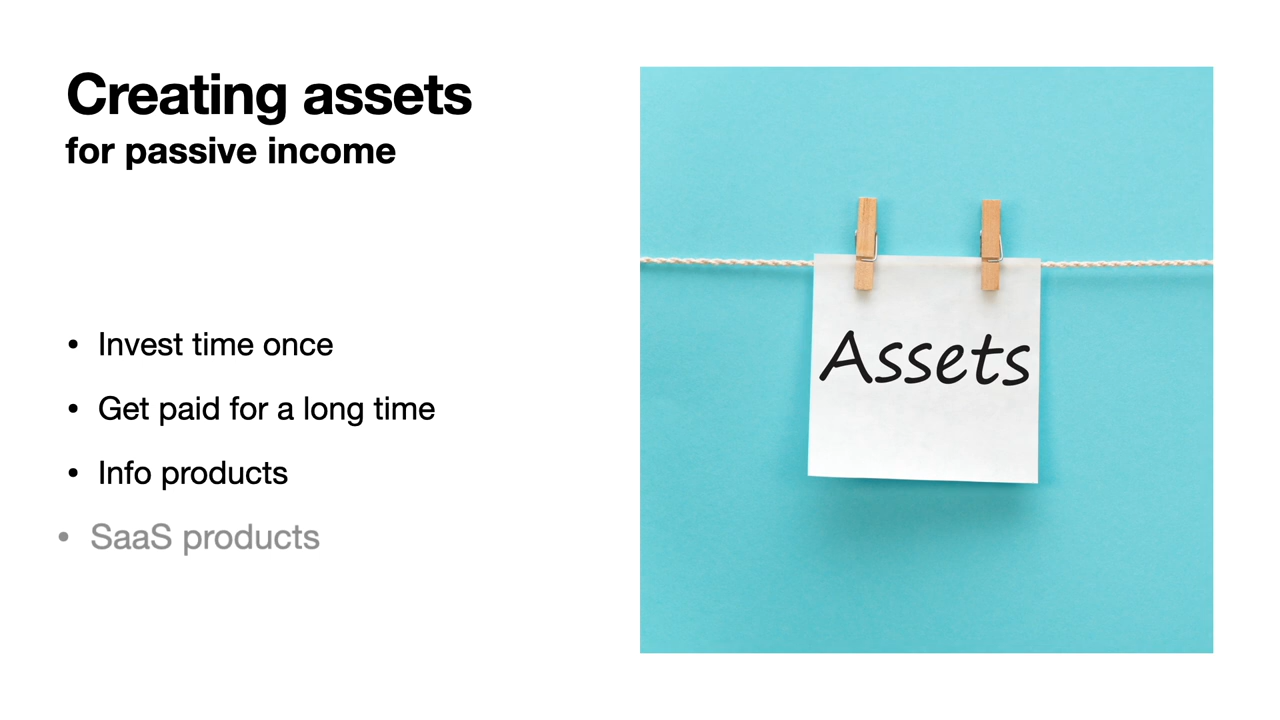 Creating assets
for passive income
• Invest time once
• Get paid for a long time
• Info products
• SaaS products
Assets